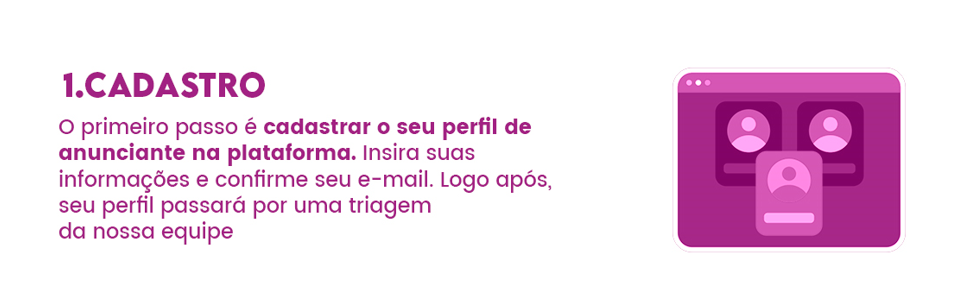 1.CADASTRO
O primeiro passo é cadastrar o seu perfil de
anunciante na plataforma. Insira suas
informações e confirme seu e-mail. Logo após,
seu perfil passará por uma triagem
da nossa equipe